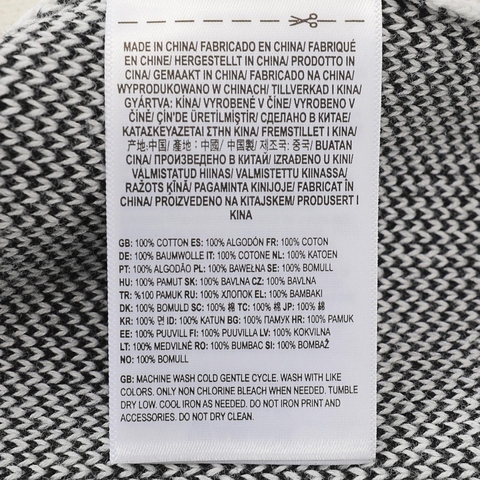 MADE IN CHINA/ FABRICADO EN CHINA/ FABRIQUÉ
EN CHINE/ HERGESTELLT IN CHINA/ PRODOTTO IN
CINA/ GEMAAKT IN CHINA/ FABRICADO NA CHINA/
WYPRODUKOWANO W CHINACH/ TILLVERKAD I KINA/
GYÁRTVA: KÍNA/ VYROBENÉ V ČÍNE/ VYROBENO V
ČÍNĚ/ ÇİN'DE ÜRETİLMİŞTİR/ СДЕЛАНО В КИТАЕ/
ΚΑΤΑΣΚΕΥΑΖΕΤΑΙ ΣΤΗΝ ΚΙΝΑ/ FREMSTILLET I KINA/
产地:中国/ 產地: 中國/ 中国製/ 제조국: 중국/ BUATAN
CINA/ ПРОИЗВЕДЕНО В КИТАЙ/ IZRAĐENO U KINI/
VALMISTATUD HIINAS/ VALMISTETTU KIINASSA/
RAŽOTS ĶĪNĀ/ PAGAMINTA KINIJOJE/ FABRICAT ÎN
CHINA/ PROIZVEDENO NA KITAJSKEM/ PRODUSERT I
KINA
GB: 100% COTTON ES: 100% ALGODÓN FR: 100% COTON
DE: 100% BAUMWOLLE IT: 100% COTONE NL: 100% KATOEN
PT: 100% ALGODÃO PL: 100% BAWEŁNA SE: 100% BOMULL
HU: 100% PAMUT SK: 100% BAVLNA CZ: 100% BAVLNA
TR: %100 PAMUK RU: 100% ХЛОПОК EL: 100% ΒΑΜΒΑΚΙ
DK: 100% BOMULD SC: 100% 棉 TC: 100% 棉 JP: 100% 綿
KR: 100% 면 ID: 100% KATUN BG: 100% ПАМУК HR: 100% PAMUK
EE: 100% PUUVILL FI: 100% PUUVILLA LV: 100% KOKVILNA
LT: 100% MEDVILNĖ RO: 100% BUMBAC SI: 100% BOMBAŽ
NO: 100% BOMULL
GB: MACHINE WASH COLD GENTLE CYCLE. WASH WITH LIKE
COLORS. ONLY NON CHLORINE BLEACH WHEN NEEDED. TUMBLE
DRY LOW. COOL IRON AS NEEDED. DO NOT IRON PRINT AND
ACCESSORIES. DO NOT DRY CLEAN.